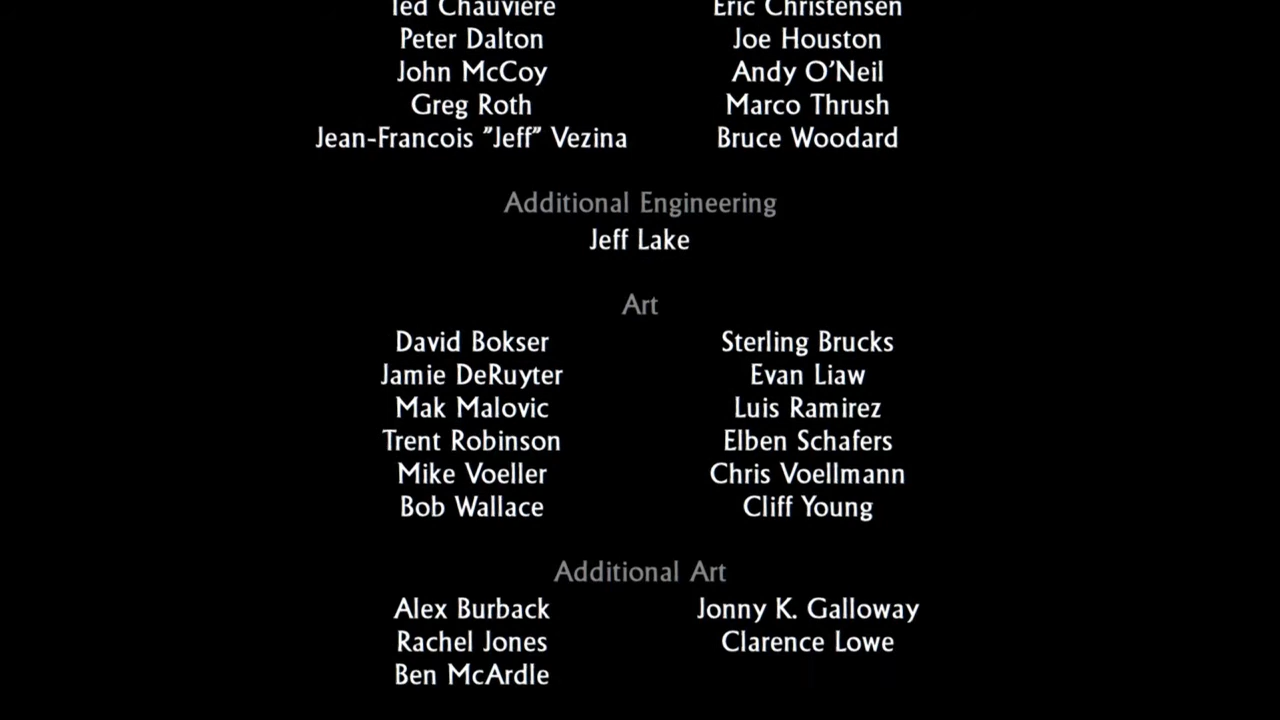 Ted Chauviere Eric Christensen
Peter Dalton Joe Houston
John McCoy Andy O'Neil
Greg Roth Marco Thrush
Jean-Francois "Jeff" Vezina Bruce Woodard
Additional Engineering
Jeff Lake
Art
David Bokser Sterling Brucks
Jamie DeRuyter Evan Liaw
Mak Malovic Luis Ramirez
Trent Robinson Elben Schafers
Mike Voeller Chris Voellmann
Bob Wallace Cliff Young
Additional Art
Alex Burback Jonny K. Galloway
Rachel Jones Clarence Lowe
Ben McArdle